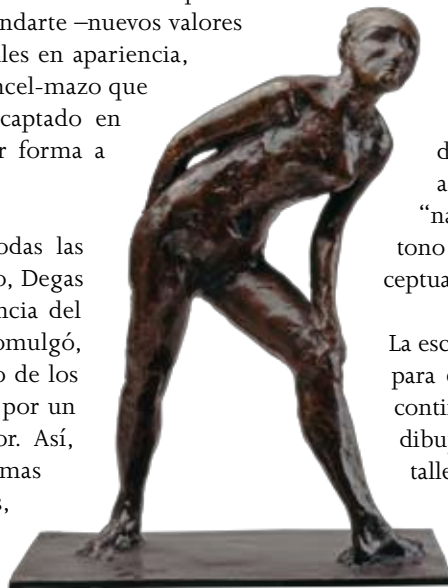 ndarte –nuevos valores
les en apariencia,
ncel-mazo que
captado en
r forma a
odas las
o, Degas
ncia del
omulgó,
o de los
por un
or. Así,
mas
s,
d
a
“na
tono
ceptua
La esc
para
conti
dibu
talle